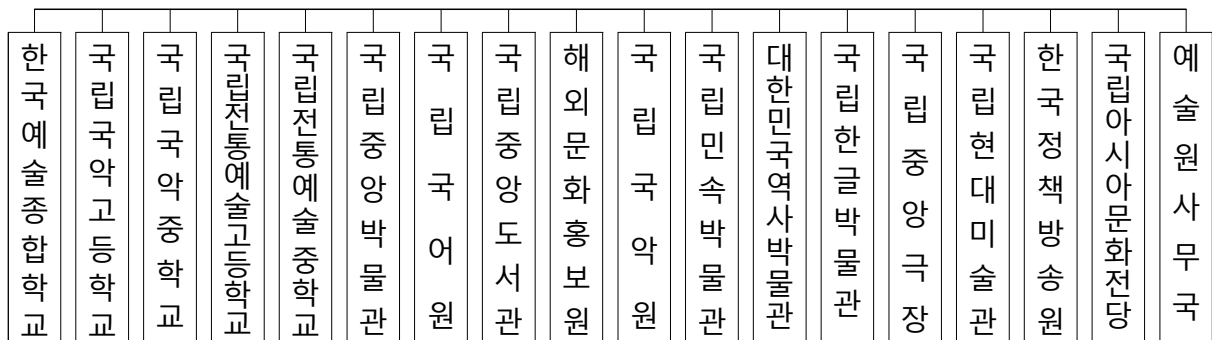 한국예술종합학교
국립국악고등학교
국립국악중학교
국립전통예술고등학교
국립전통예술중학교
국립중앙박물관
국립국어원
국립중앙도서관
해외문화홍보원
국립국악원
국립민속박물관
대한민국역사박물관
국립한글박물관
국립중앙극장
국립현대미술관
한국정책방송원
국립아시아문화전당
예술원사무국